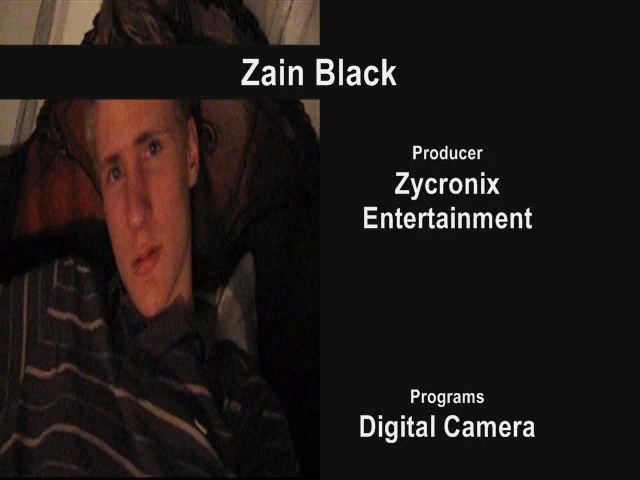 Zain Black
Producer
Zycronix
Entertainment
Programs
Digital Camera